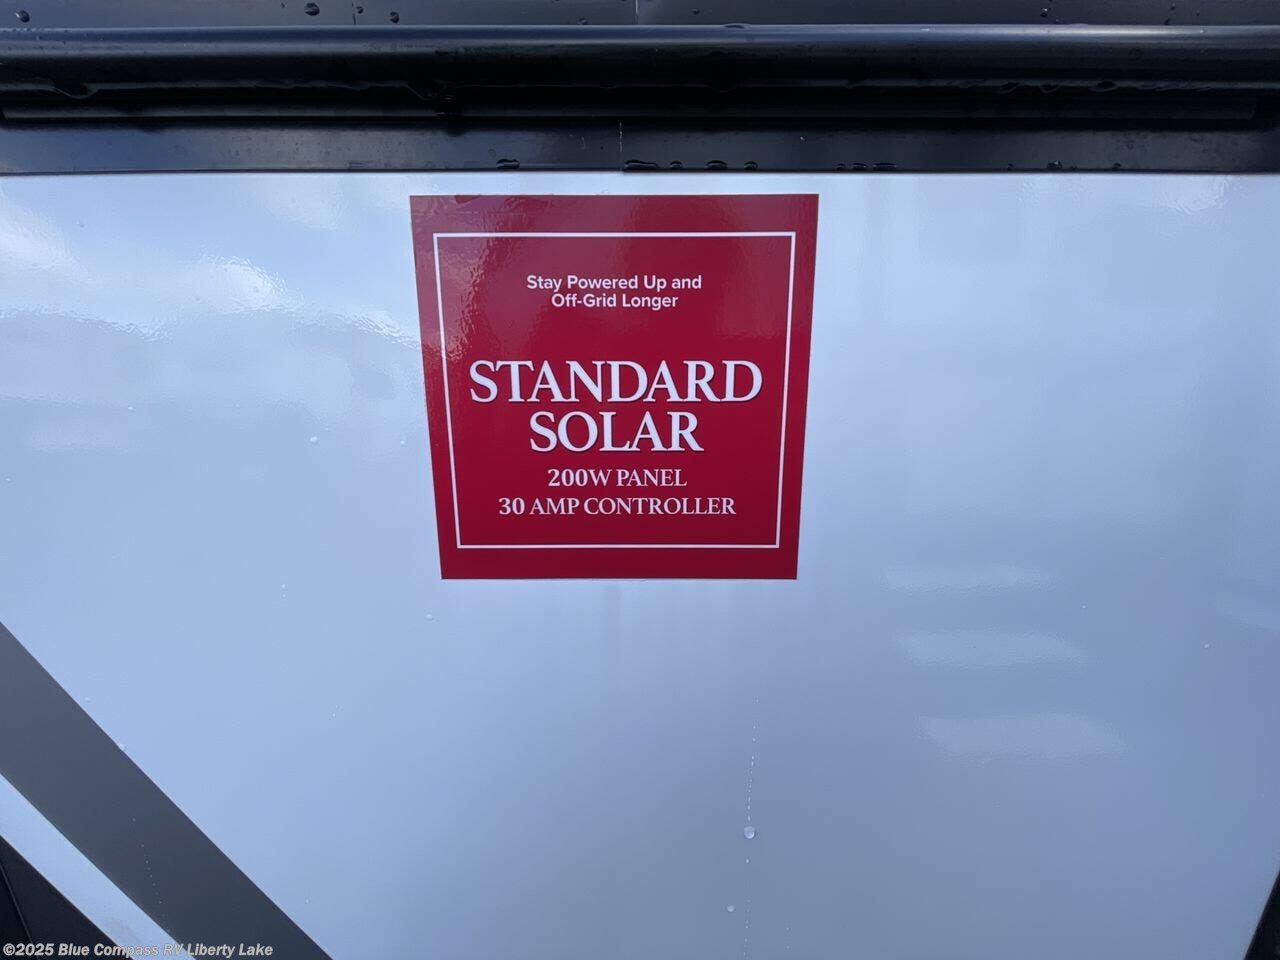 Stay Powered Up and
Off-Grid Longer
STANDARD
SOLAR
200W PANEL
30 AMP CONTROLLER
©2025 Blue Compass RV Liberty Lake